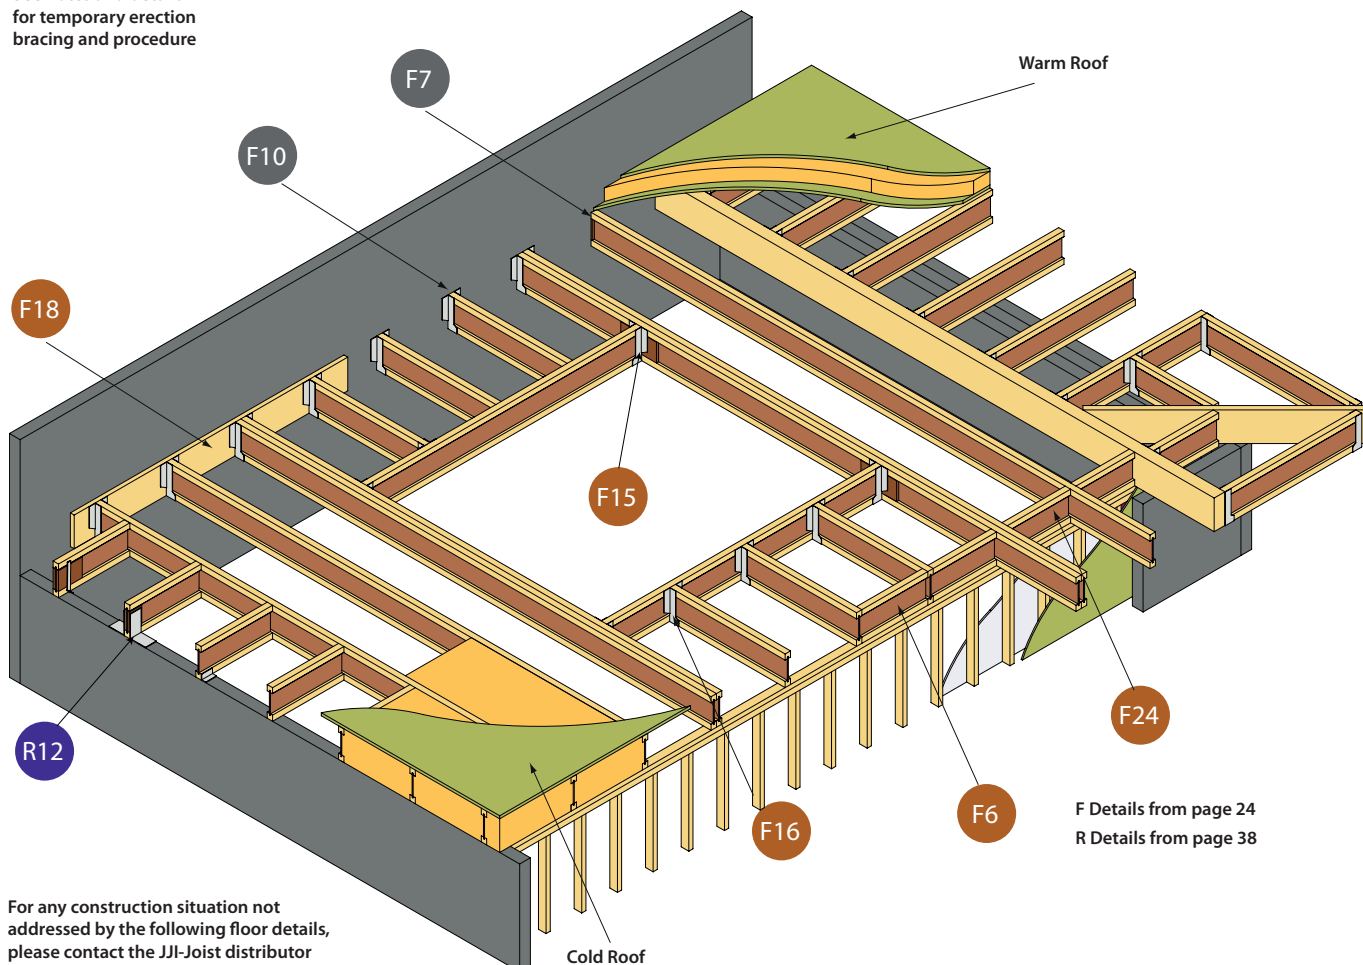 for temporary erection
bracing and procedure
Warm Roof
F7
F10
F18
F15
R12
F24
F6
F16
F Details from page 24
R Details from page 38
For any construction situation not
addressed by the following floor details,
please contact the JJI-Joist distributor
Cold Roof